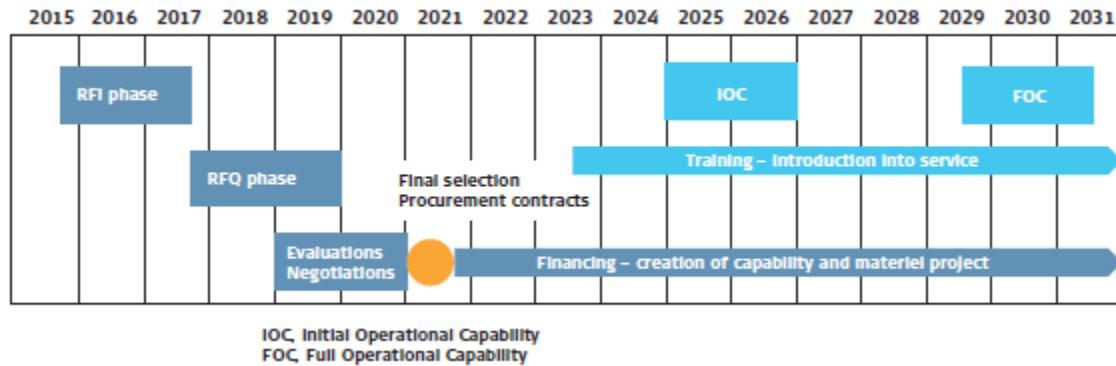 2015 2016 2017 2018 2019 2020 2021 2022 2023 2024 2025 2026 2027 2028 2029 2030 2031
RFI phase
IOC
FOC
Training – introduction into service
RFQ phase
Final selection
Procurement contracts
Evaluations
Negotiations
Financing – creation of capability and materiel project
IOC, Initial Operational Capability
FOC, Full Operational Capability